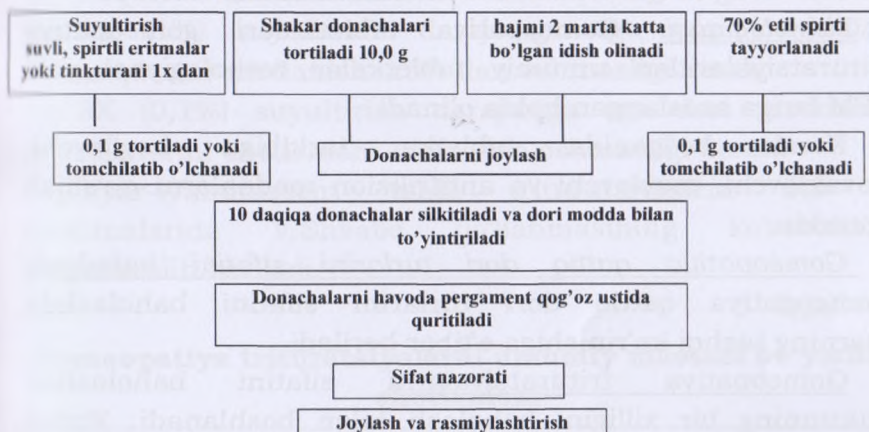 Suyultirish
suvli, spirtli eritmalar
yoki tinkturani 1x dan
Shakar donachalari
tortiladi 10,0 g
hajmi 2 marta katta
bo'lgan idish olinadi
70% etil spirti
tayyorlanadi
0,1 g tortiladi yoki
tomchilatib o'lchanadi
Donachalarni joylash
0,1 g tortiladi yoki
tomchilatib o'lchanadi
10 daqiqa donachalar silkitiladi va dori modda bilan
to'yintiriladi
Donachalarni havoda pergament qog'oz ustida
quritiladi
Sifat nazorati
Joylash va rasmiylashtirish